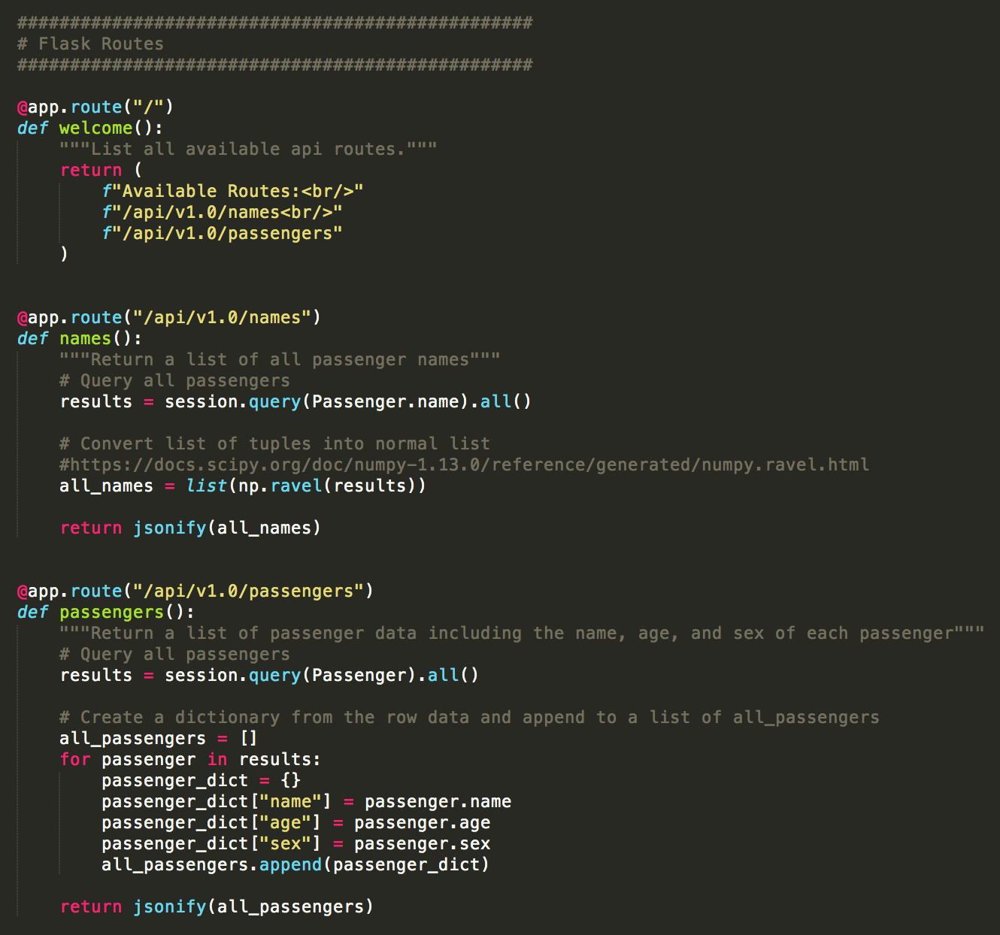 #################################################
# Flask Routes
#################################################
@app.route("/")
def welcome():
    """List all available api routes."""
    return (
        f"Available Routes:<br/>"
        f"/api/v1.0/names<br/>"
        f"/api/v1.0/passengers"
    )
@app.route("/api/v1.0/names")
def names():
    """Return a list of all passenger names"""
    # Query all passengers
    results = session.query(Passenger.name).all()
    # Convert list of tuples into normal list
    #https://docs.scipy.org/doc/numpy-1.13.0/reference/generated/numpy.ravel.html
    all_names = list(np.ravel(results))
    return jsonify(all_names)
@app.route("/api/v1.0/passengers")
def passengers():
    """Return a list of passenger data including the name, age, and sex of each passenger"""
    # Query all passengers
    results = session.query(Passenger).all()
    # Create a dictionary from the row data and append to a list of all_passengers
    all_passengers = []
    for passenger in results:
        passenger_dict = {}
        passenger_dict["name"] = passenger.name
        passenger_dict["age"] = passenger.age
        passenger_dict["sex"] = passenger.sex
        all_passengers.append(passenger_dict)
    return jsonify(all_passengers)